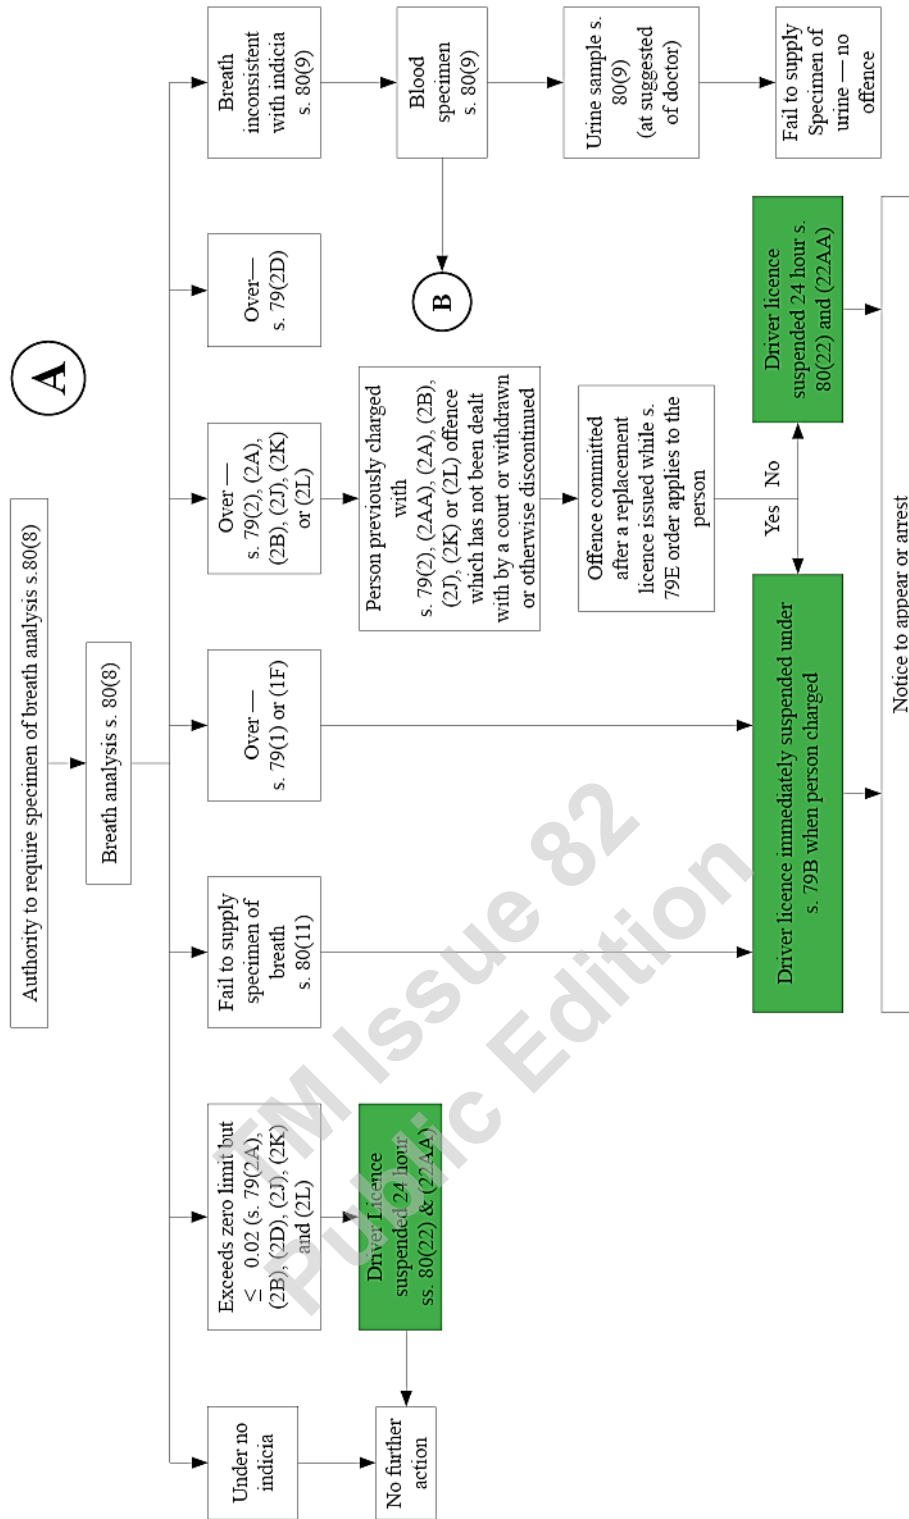 A
Authority to require specimen of breath analysis s.80(8)
Breath analysis s. 80(8)
Under no
indicia
Exceeds zero limit but
≤ 0.02 (s. 79(2A),
(2B), (2D), (2J), (2K)
and (2L)
Fail to supply
specimen of
breath
s. 80(11)
Over —
s. 79(1) or (1F)
Over —
s. 79(2), (2A),
(2B), (2J), (2K)
or (2L)
Over—
s. 79(2D)
Breath
inconsistent
with indicia
s. 80(9)
No further
action
Driver Licence
suspended 24 hour
ss. 80(22) & (22AA)
Person previously charged
with
s. 79(2), (2AA), (2A), (2B),
(2J), (2K) or (2L) offence
which has not been dealt
with by a court or withdrawn
or otherwise discontinued
B
Blood
specimen
s. 80(9)
Offence committed
after a replacement
licence issued while s.
79E order applies to the
person
Urine sample s.
80(9)
(at suggested
of doctor)
Yes No
Driver licence immediately suspended under
s. 79B when person charged
Driver licence
suspended 24 hour s.
80(22) and (22AA)
Fail to supply
Specimen of
urine — no
offence
Notice to appear or arrest
TM Issue 82
Public Edition